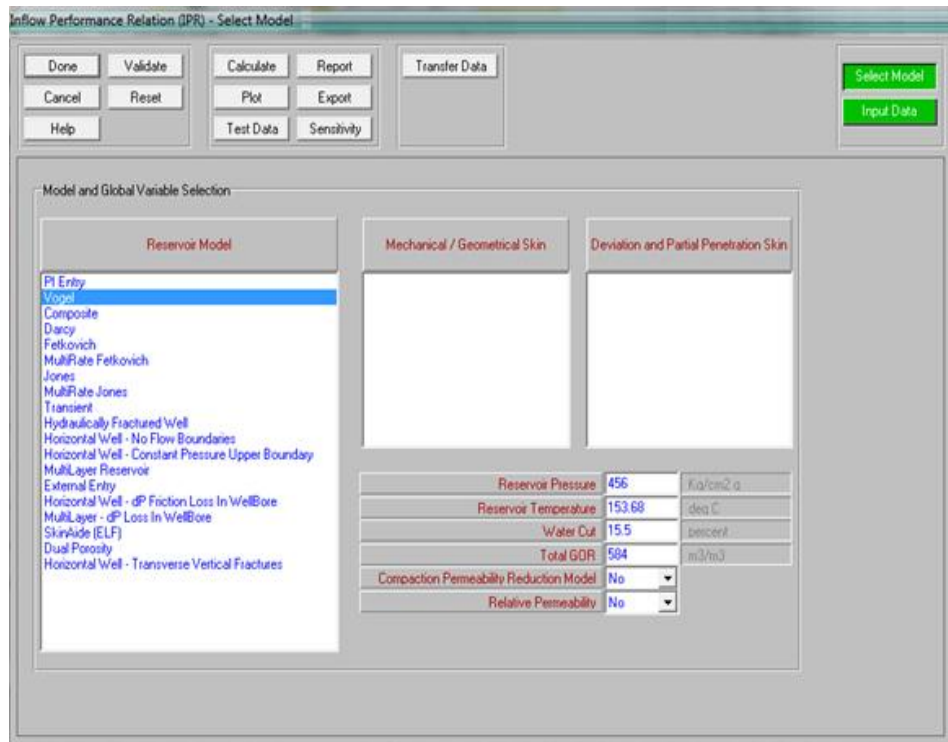 Inflow Performance Relation (IPR) - Select Model
Done Validate Calculate Report Transfer Data Select Model
Cancel Reset Plot Export Input Data
Help Test Data Sensitivity
Model and Global Variable Selection
Reservoir Model Mechanical / Geometrical Skin Deviation and Partial Penetration Skin
PI Entry
Vogel
Composite
Darcy
Fetkovich
MultiRate Fetkovich
Jones
MultiRate Jones
Transient
Hydraulically Fractured Well
Horizontal Well - No Flow Boundaries
Horizontal Well - Constant Pressure Upper Boundary
MultiLayer Reservoir
External Entry
Horizontal Well - dP Friction Loss In WellBore
MultiLayer - dP Loss In WellBore
SkinAide (ELF)
Dual Porosity
Horizontal Well - Transverse Vertical Fractures
Reservoir Pressure 456 Kg/cm2 g
Reservoir Temperature 153.68 deg C
Water Cut 15.5 percent
Total GOR 584 m3/m3
Compaction Permeability Reduction Model No
Relative Permeability No